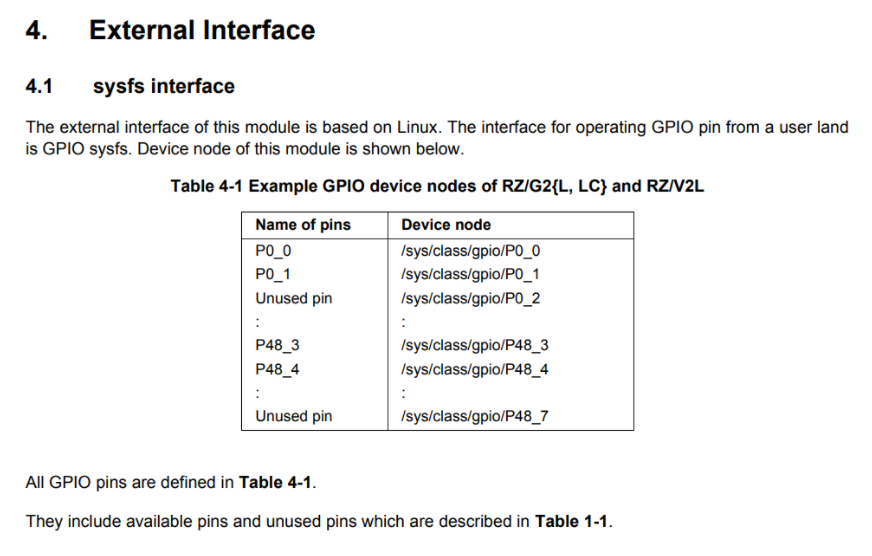 4. External Interface
4.1 sysfs interface
The external interface of this module is based on Linux. The interface for operating GPIO pin from a user land
is GPIO sysfs. Device node of this module is shown below.
Table 4-1 Example GPIO device nodes of RZ/G2{L, LC} and RZ/V2L
Name of pins Device node
P0_0 /sys/class/gpio/P0_0
P0_1 /sys/class/gpio/P0_1
Unused pin /sys/class/gpio/P0_2
: :
P48_3 /sys/class/gpio/P48_3
P48_4 /sys/class/gpio/P48_4
: :
Unused pin /sys/class/gpio/P48_7
All GPIO pins are defined in Table 4-1.
They include available pins and unused pins which are described in Table 1-1.